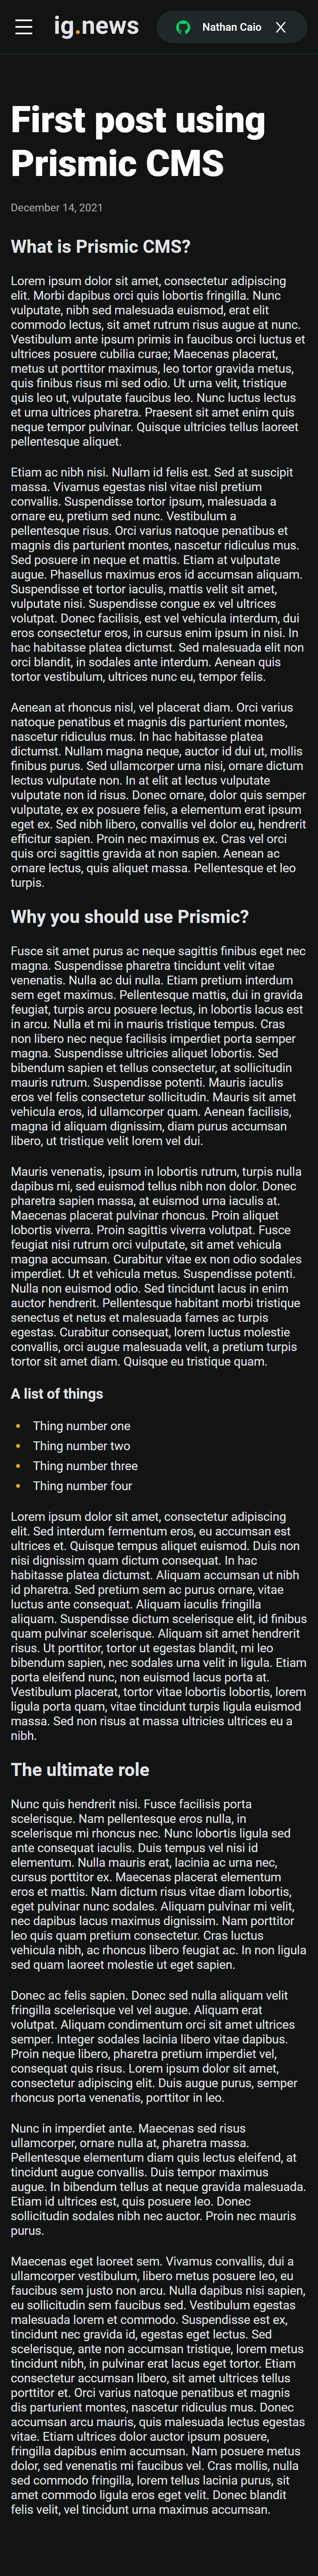 ig.news
Nathan Caio
First post using
Prismic CMS
December 14, 2021
What is Prismic CMS?
Lorem ipsum dolor sit amet, consectetur adipiscing
elit. Morbi dapibus orci quis lobortis fringilla. Nunc
vulputate, nibh sed malesuada euismod, erat elit
commodo lectus, sit amet rutrum risus augue at nunc.
Vestibulum ante ipsum primis in faucibus orci luctus et
ultrices posuere cubilia curae; Maecenas placerat,
metus ut porttitor maximus, leo tortor gravida metus,
quis finibus risus mi sed odio. Ut urna velit, tristique
quis leo ut, vulputate faucibus leo. Nunc luctus lectus
et urna ultrices pharetra. Praesent sit amet enim quis
neque tempor pulvinar. Quisque ultricies tellus laoreet
pellentesque aliquet.
Etiam ac nibh nisi. Nullam id felis est. Sed at suscipit
massa. Vivamus egestas nisl vitae nisl pretium
convallis. Suspendisse tortor ipsum, malesuada a
ornare eu, pretium sed nunc. Vestibulum a
pellentesque risus. Orci varius natoque penatibus et
magnis dis parturient montes, nascetur ridiculus mus.
Sed posuere in neque et mattis. Etiam at vulputate
augue. Phasellus maximus eros id accumsan aliquam.
Suspendisse et tortor iaculis, mattis velit sit amet,
vulputate nisi. Suspendisse congue ex vel ultrices
volutpat. Donec facilisis, est vel vehicula interdum, dui
eros consectetur eros, in cursus enim ipsum in nisi. In
hac habitasse platea dictumst. Sed malesuada elit non
orci blandit, in sodales ante interdum. Aenean quis
tortor vestibulum, ultrices nunc eu, tempor felis.
Aenean at rhoncus nisl, vel placerat diam. Orci varius
natoque penatibus et magnis dis parturient montes,
nascetur ridiculus mus. In hac habitasse platea
dictumst. Nullam magna neque, auctor id dui ut, mollis
finibus purus. Sed ullamcorper urna nisi, ornare dictum
lectus vulputate non. In at elit at lectus vulputate
vulputate non id risus. Donec ornare, dolor quis semper
vulputate, ex ex posuere felis, a elementum erat ipsum
eget ex. Sed nibh libero, convallis vel dolor eu, hendrerit
efficitur sapien. Proin nec maximus ex. Cras vel orci
quis orci sagittis gravida at non sapien. Aenean ac
ornare lectus, quis aliquet massa. Pellentesque et leo
turpis.
Why you should use Prismic?
Fusce sit amet purus ac neque sagittis finibus eget nec
magna. Suspendisse pharetra tincidunt velit vitae
venenatis. Nulla ac dui nulla. Etiam pretium interdum
sem eget maximus. Pellentesque mattis, dui in gravida
feugiat, turpis arcu posuere lectus, in lobortis lacus est
in arcu. Nulla et mi in mauris tristique tempus. Cras
non libero nec neque facilisis imperdiet porta semper
magna. Suspendisse ultricies aliquet lobortis. Sed
bibendum sapien et tellus consectetur, at sollicitudin
mauris rutrum. Suspendisse potenti. Mauris iaculis
eros vel felis consectetur sollicitudin. Mauris sit amet
vehicula eros, id ullamcorper quam. Aenean facilisis,
magna id aliquam dignissim, diam purus accumsan
libero, ut tristique velit lorem vel dui.
Mauris venenatis, ipsum in lobortis rutrum, turpis nulla
dapibus mi, sed euismod tellus nibh non dolor. Donec
pharetra sapien massa, at euismod urna iaculis at.
Maecenas placerat pulvinar rhoncus. Proin aliquet
lobortis viverra. Proin sagittis viverra volutpat. Fusce
feugiat nisi rutrum orci vulputate, sit amet vehicula
magna accumsan. Curabitur vitae ex non odio sodales
imperdiet. Ut et vehicula metus. Suspendisse potenti.
Nulla non euismod odio. Sed tincidunt lacus in enim
auctor hendrerit. Pellentesque habitant morbi tristique
senectus et netus et malesuada fames ac turpis
egestas. Curabitur consequat, lorem luctus molestie
convallis, orci augue malesuada velit, a pretium turpis
tortor sit amet diam. Quisque eu tristique quam.
A list of things
Thing number one
Thing number two
Thing number three
Thing number four
Lorem ipsum dolor sit amet, consectetur adipiscing
elit. Sed interdum fermentum eros, eu accumsan est
ultrices et. Quisque tempus aliquet euismod. Duis non
nisi dignissim quam dictum consequat. In hac
habitasse platea dictumst. Aliquam accumsan ut nibh
id pharetra. Sed pretium sem ac purus ornare, vitae
luctus ante consequat. Aliquam iaculis fringilla
aliquam. Suspendisse dictum scelerisque elit, id finibus
quam pulvinar scelerisque. Aliquam sit amet hendrerit
risus. Ut porttitor, tortor ut egestas blandit, mi leo
bibendum sapien, nec sodales urna velit in ligula. Etiam
porta eleifend nunc, non euismod lacus porta at.
Vestibulum placerat, tortor vitae lobortis lobortis, lorem
ligula porta quam, vitae tincidunt turpis ligula euismod
massa. Sed non risus at massa ultricies ultrices eu a
nibh.
The ultimate role
Nunc quis hendrerit nisi. Fusce facilisis porta
scelerisque. Nam pellentesque eros nulla, in
scelerisque mi rhoncus nec. Nunc lobortis ligula sed
ante consequat iaculis. Duis tempus vel nisi id
elementum. Nulla mauris erat, lacinia ac urna nec,
cursus porttitor ex. Maecenas placerat elementum
eros et mattis. Nam dictum risus vitae diam lobortis,
eget pulvinar nunc sodales. Aliquam pulvinar mi velit,
nec dapibus lacus maximus dignissim. Nam porttitor
leo quis quam pretium consectetur. Cras luctus
vehicula nibh, ac rhoncus libero feugiat ac. In non ligula
sed quam laoreet molestie ut eget sapien.
Donec ac felis sapien. Donec sed nulla aliquam velit
fringilla scelerisque vel vel augue. Aliquam erat
volutpat. Aliquam condimentum orci sit amet ultrices
semper. Integer sodales lacinia libero vitae dapibus.
Proin neque libero, pharetra pretium imperdiet vel,
consequat quis risus. Lorem ipsum dolor sit amet,
consectetur adipiscing elit. Duis augue purus, semper
rhoncus porta venenatis, porttitor in leo.
Nunc in imperdiet ante. Maecenas sed risus
ullamcorper, ornare nulla at, pharetra massa.
Pellentesque elementum diam quis lectus eleifend, at
tincidunt augue convallis. Duis tempor maximus
augue. In bibendum tellus at neque gravida malesuada.
Etiam id ultrices est, quis posuere leo. Donec
sollicitudin sodales nibh nec auctor. Proin nec mauris
purus.
Maecenas eget laoreet sem. Vivamus convallis, dui a
ullamcorper vestibulum, libero metus posuere leo, eu
faucibus sem justo non arcu. Nulla dapibus nisi sapien,
eu sollicitudin sem faucibus sed. Vestibulum egestas
malesuada lorem et commodo. Suspendisse est ex,
tincidunt nec gravida id, egestas eget lectus. Sed
scelerisque, ante non accumsan tristique, lorem metus
tincidunt nibh, in pulvinar erat lacus eget tortor. Etiam
consectetur accumsan libero, sit amet ultrices tellus
porttitor et. Orci varius natoque penatibus et magnis
dis parturient montes, nascetur ridiculus mus. Donec
accumsan arcu mauris, quis malesuada lectus egestas
vitae. Etiam ultrices dolor auctor ipsum posuere,
fringilla dapibus enim accumsan. Nam posuere metus
dolor, sed venenatis mi faucibus vel. Cras mollis, nulla
sed commodo fringilla, lorem tellus lacinia purus, sit
amet commodo ligula eros eget velit. Donec blandit
felis velit, vel tincidunt urna maximus accumsan.